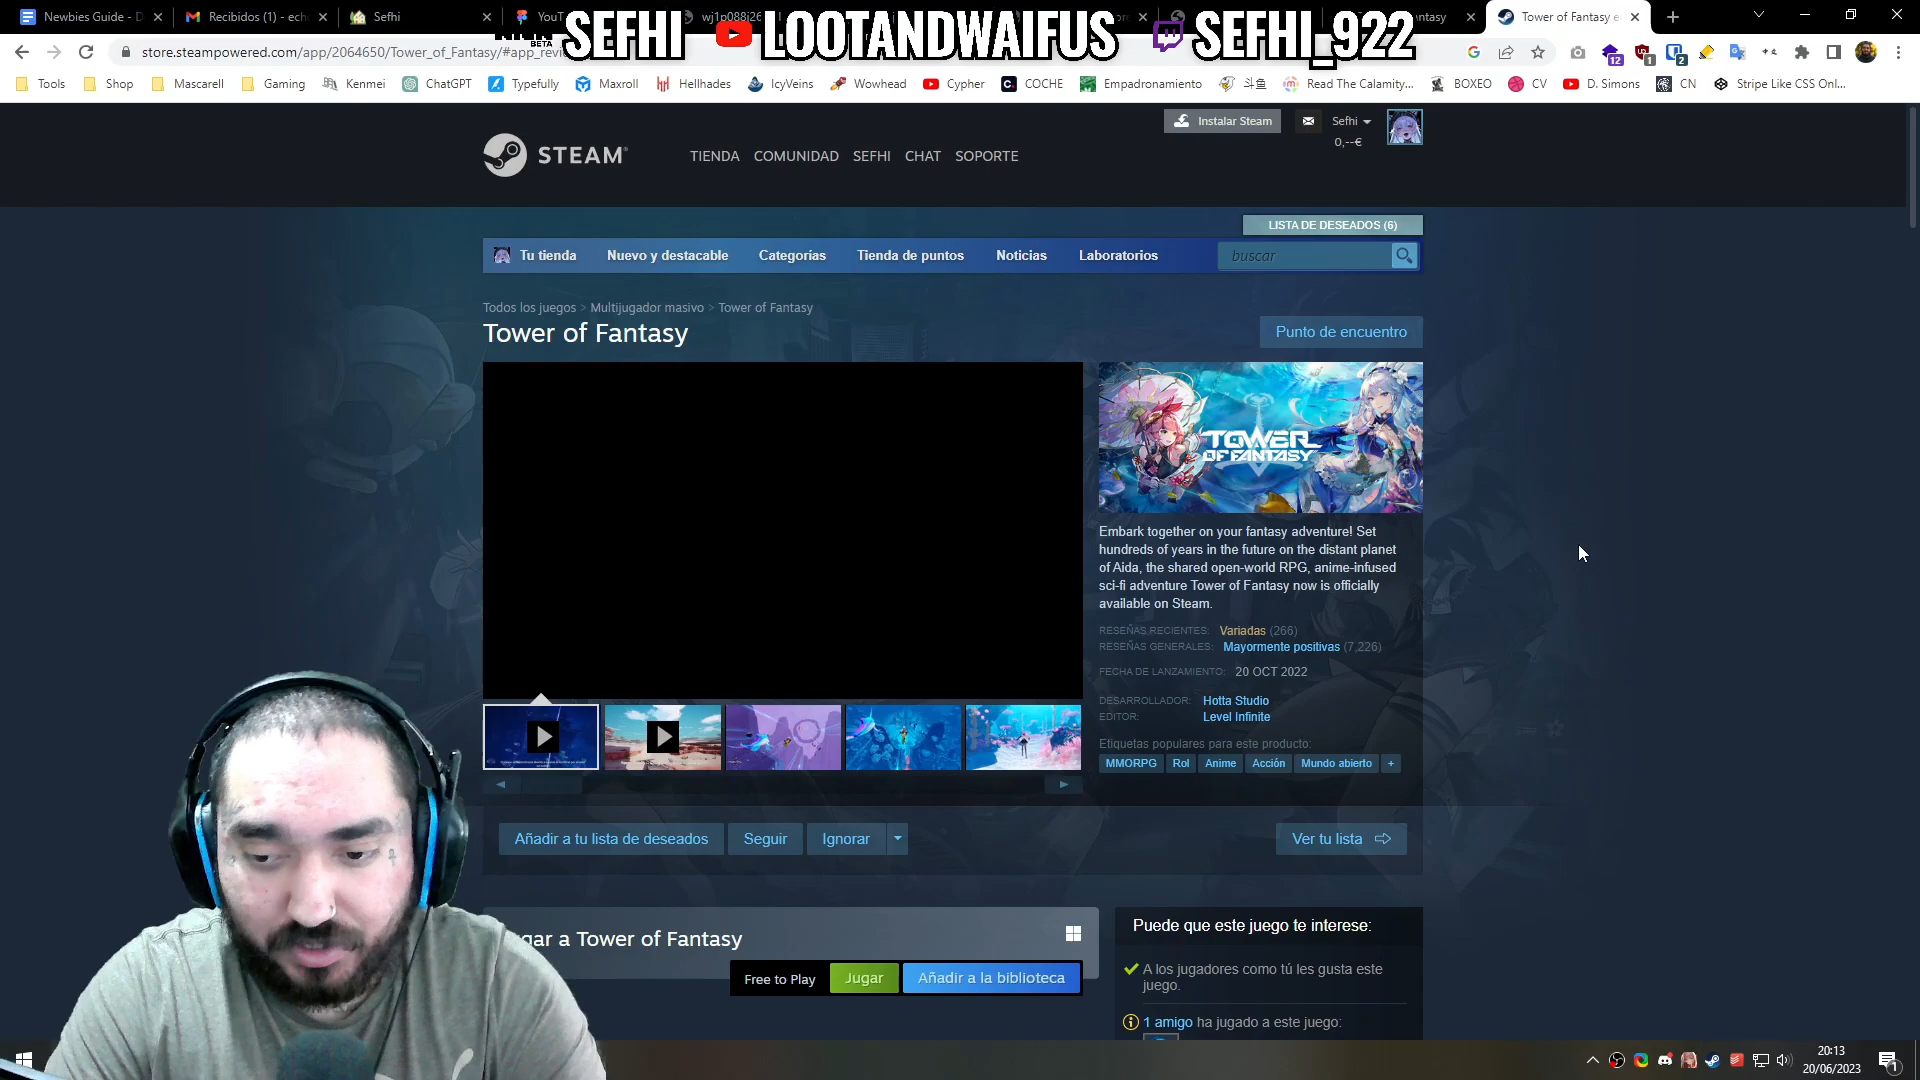 Newbies Guide - D
Recibidos (1) - ech
Sefhi
Tower of Fantasy e
BETA
SEFHI
LOOTANDWAIFUS
SEFHI_922
store.steampowered.com/app/2064650/Tower_of_Fantasy/#app_revi
12
1
2
Tools
Shop
Mascarell
Gaming
Kenmei
ChatGPT
Typefully
Maxroll
Hellhades
IcyVeins
Wowhead
Cypher
COCHE
Empadronamiento
斗鱼
Read The Calamity...
BOXEO
CV
D. Simons
CN
Stripe Like CSS Onl...
Instalar Steam
Sefhi
0,--€
STEAM
TIENDA
COMUNIDAD
SEFHI
CHAT
SOPORTE
LISTA DE DESEADOS (6)
Tu tienda
Nuevo y destacable
Categorías
Tienda de puntos
Noticias
Laboratorios
buscar
Todos los juegos > Multijugador masivo > Tower of Fantasy
Tower of Fantasy
Punto de encuentro
TOWER
OF FANTASY
Embark together on your fantasy adventure! Set
hundreds of years in the future on the distant planet
of Aida, the shared open-world RPG, anime-infused
sci-fi adventure Tower of Fantasy now is officially
available on Steam.
RESEÑAS RECIENTES: Variadas (266)
RESEÑAS GENERALES: Mayormente positivas (7,226)
FECHA DE LANZAMIENTO: 20 OCT 2022
DESARROLLADOR: Hotta Studio
EDITOR: Level Infinite
Etiquetas populares para este producto:
MMORPG
Rol
Anime
Acción
Mundo abierto
+
Añadir a tu lista de deseados
Seguir
Ignorar
Ver tu lista
gar a Tower of Fantasy
Free to Play
Jugar
Añadir a la biblioteca
Puede que este juego te interese:
A los jugadores como tú les gusta este
juego.
1 amigo ha jugado a este juego:
20:13
20/06/2023
1